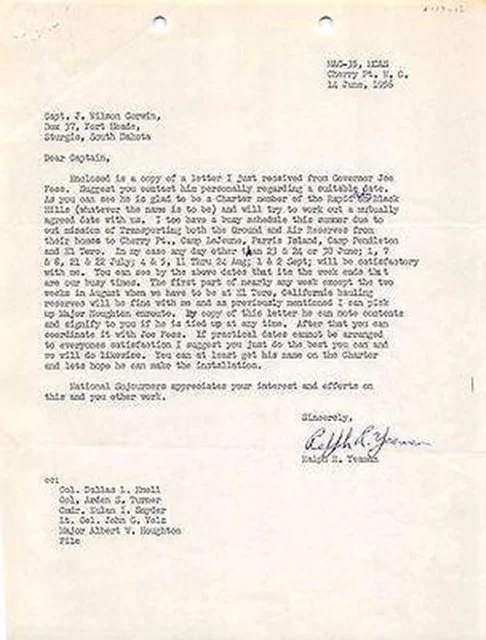 MAG-35, MCAS
Cherry Pt. N. C.
14 June, 1956
Capt. J. Wilson Corwin,
Box 37, Fort Meade,
Sturgis, South Dakota
Dear Captain,
Enclosed is a copy of a letter I just received from Governor Joe
Foss. Suggest you contact him personally regarding a suitable date.
As you can see he is glad to be a Charter member of the Rapid Black
Hills (whatever the name is to be) and will try to work out a mutually
agreed date with us. I too have a busy schedule this summer due to
out mission of Transporting both the Ground and Air Reserves from
their homes to Cherry Pt., Camp LeJeune, Parris Island, Camp Pendleton
and El Toro. In my case any day other than 23 & 24 or 30 June; 1, 7
& 8, 21 & 22 July; 4 & 5, 11 Thru 24 Aug; 1 & 2 Sept; will be satisfactory
with me. You can see by the above dates that its the week ends that
are our busy times. The first part of nearly any week except the two
weeks in August when we have to be at El Toro, California hauling
reserves will be fine with me and as previously mentioned I can pick
up Major Houghton enroute. By copy of this letter he can note contents
and signify to you if he is tied up at any time. After that you can
coordinate it with Joe Foss. If practical dates cannot be arranged
to everyones satisfaction I suggest you just do the best you can and
we will do likewise. You can at least get his name on the Charter
and lets hope he can make the installation.
National Sojourners appreciates your interest and efforts on
this and you other work.
Sincerely,
Ralph R. Yeaman
Ralph R. Yeaman
cc:
Col. Dallas L. Knoll
Col. Arden E. Turner
Cmdr. Snyder
Lt. Col. John G. Volz
Major Albert W. Houghton
File